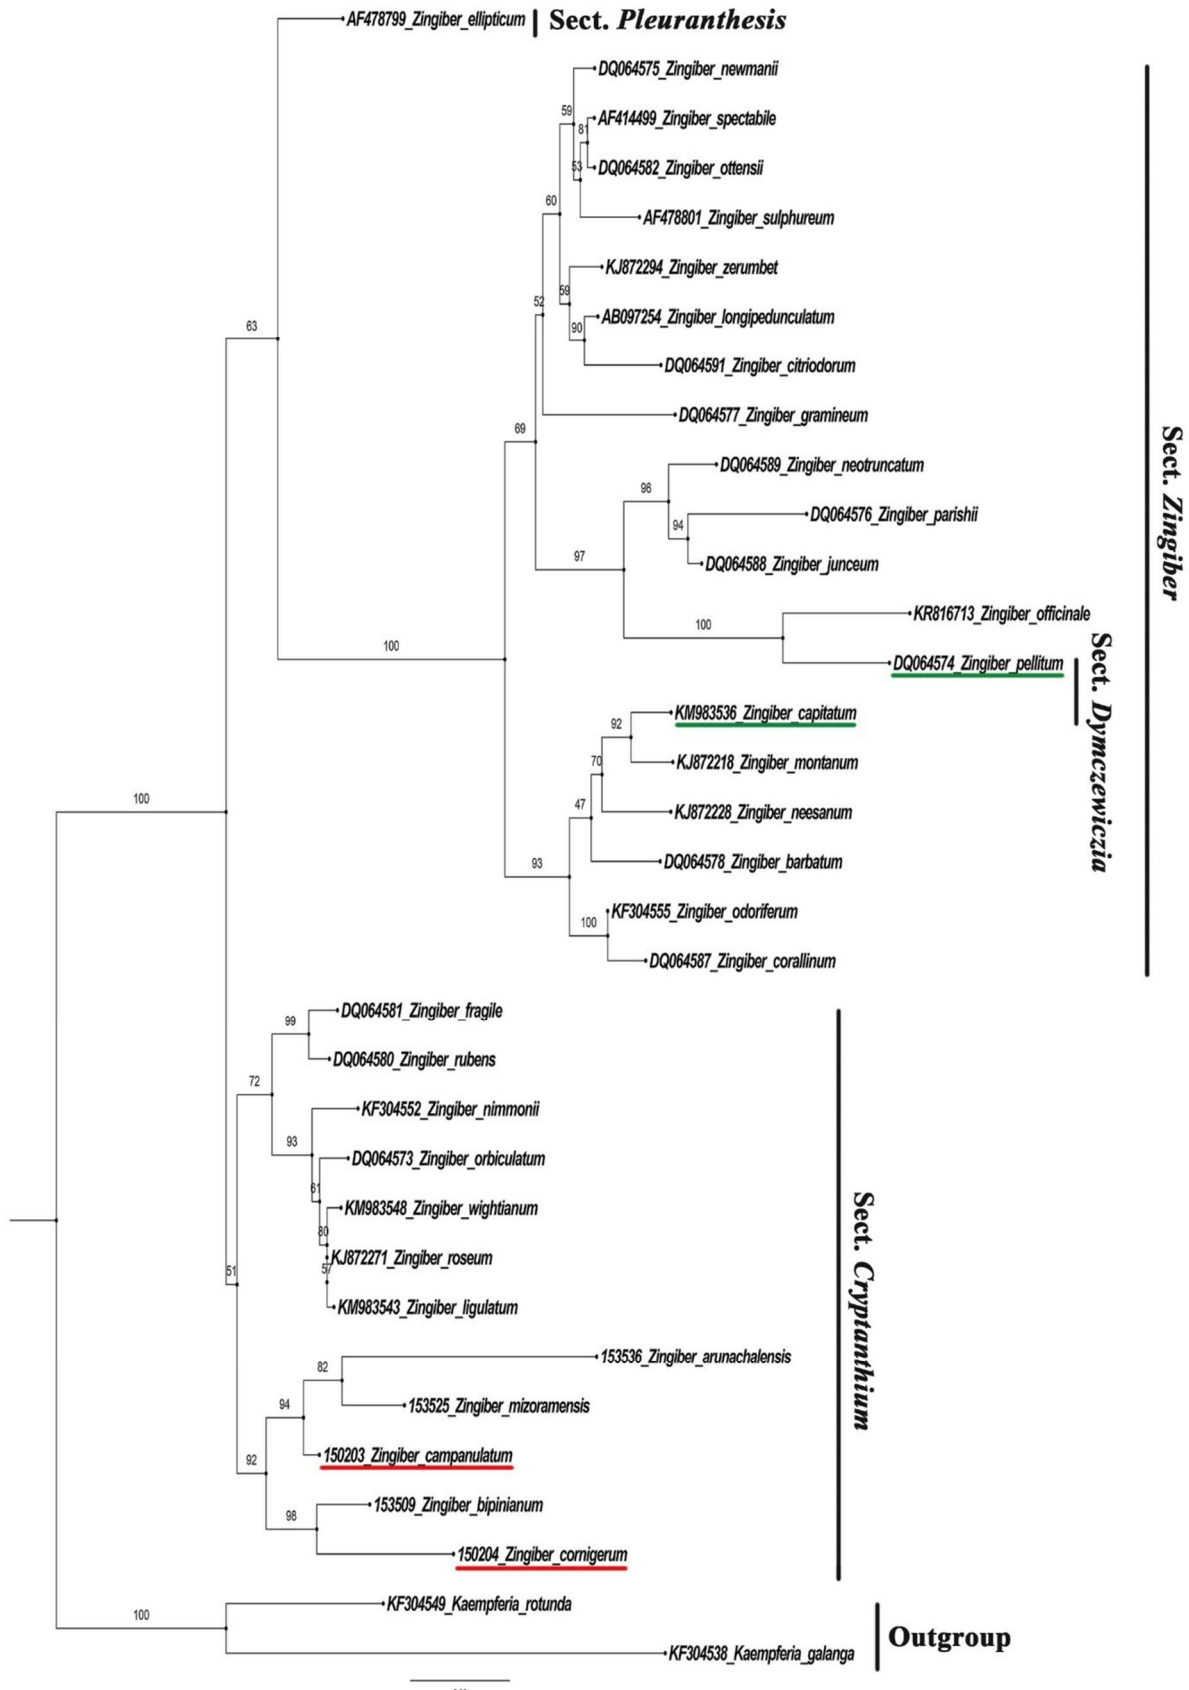 AF478799_Zingiber_ellipticum
Sect. Pleuranthesis
DQ064575_Zingiber_newmanii
59
AF414499_Zingiber_spectabile
81
DQ064582_Zingiber_ottensii
53
AF478801_Zingiber_sulphureum
60
KJ872294_Zingiber_zerumbet
59
52
AB097254_Zingiber_longipedunculatum
90
63
DQ064591_Zingiber_citriodorum
DQ064577_Zingiber_gramineum
69
DQ064589_Zingiber_neotruncatum
96
DQ064576_Zingiber_parishii
94
97
DQ064588_Zingiber_junceum
Sect. Zingiber
KR816713_Zingiber_officinale
100
100
DQ064574_Zingiber_pellitum
KM983536_Zingiber_capitatum
92
Sect. Dymczewiczia
KJ872218_Zingiber_montanum
70
100
47
KJ872228_Zingiber_neesanum
93
DQ064578_Zingiber_barbatum
KF304555_Zingiber_odoriferum
100
DQ064587_Zingiber_corallinum
DQ064581_Zingiber_fragile
99
DQ064580_Zingiber_rubens
72
KF304552_Zingiber_nimmonii
93
DQ064573_Zingiber_orbiculatum
61
KM983548_Zingiber_wightianum
80
KJ872271_Zingiber_roseum
57
51
KM983543_Zingiber_ligulatum
Sect. Cryptanthium
153536_Zingiber_arunachalensis
82
153525_Zingiber_mizoramensis
94
150203_Zingiber_campanulatum
92
153509_Zingiber_bipinianum
98
150204_Zingiber_cornigerum
KF304549_Kaempferia_rotunda
100
Outgroup
KF304538_Kaempferia_galanga